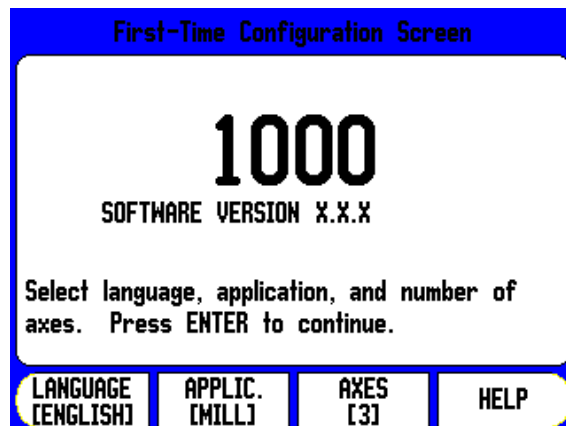 First-Time Configuration Screen
1000
SOFTWARE VERSION X.X.X
Select language, application, and number of
axes. Press ENTER to continue.
LANGUAGE [ENGLISH]
APPLIC. [MILL]
AXES [3]
HELP